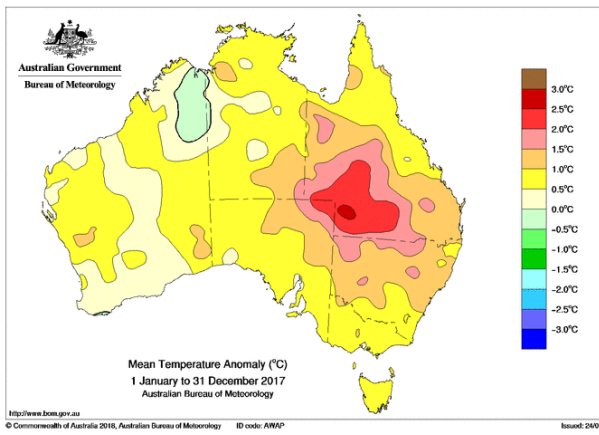 Australian Government
Bureau of Meteorology
3.0°C
2.5°C
2.0°C
1.5°C
1.0°C
0.5°C
0.0°C
-0.5°C
-1.0°C
-1.5°C
-2.0°C
-2.5°C
-3.0°C
Mean Temperature Anomaly (°C)
1 January to 31 December 2017
Australian Bureau of Meteorology
http://www.bom.gov.au
© Commonwealth of Australia 2018, Australian Bureau of Meteorology ID code: AWAP Issued: 24/0